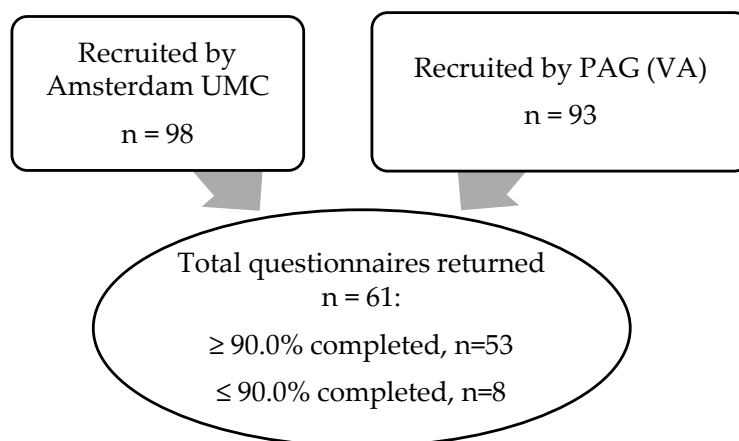 Recruited by
Amsterdam UMC
n = 98
Recruited by PAG (VA)
n = 93
Total questionnaires returned
n = 61:
≥ 90.0% completed, n=53
≤ 90.0% completed, n=8